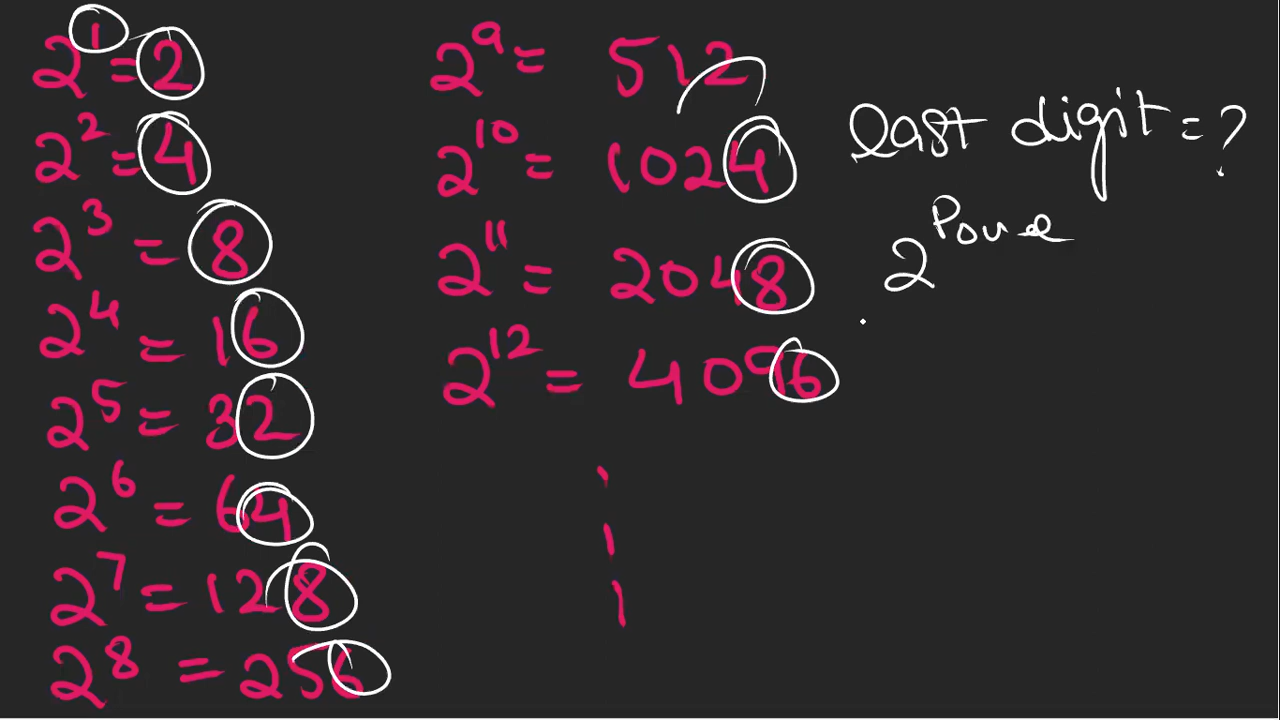 2^1 = 2
2^2 = 4
2^3 = 8
2^4 = 16
2^5 = 32
2^6 = 64
2^7 = 128
2^8 = 256
2^9 = 512
2^10 = 1024
2^11 = 2048
2^12 = 4096
last digit = ?
2